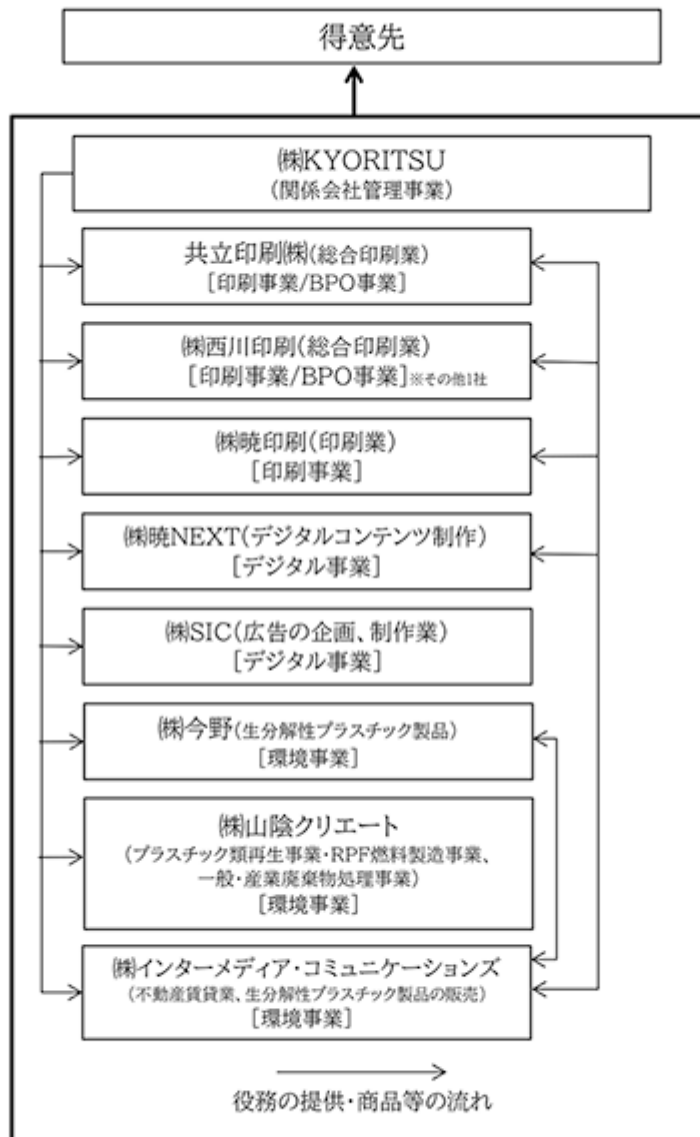 得意先
㈱KYORITSU
(関係会社管理事業)
共立印刷㈱(総合印刷業)
[印刷事業/BPO事業]
㈱西川印刷(総合印刷業)
[印刷事業/BPO事業]※その他1社
㈱暁印刷(印刷業)
[印刷事業]
㈱暁NEXT(デジタルコンテンツ制作)
[デジタル事業]
㈱SIC(広告の企画、制作業)
[デジタル事業]
㈱今野(生分解性プラスチック製品)
[環境事業]
㈱山陰クリエート
(プラスチック類再生事業・RPF燃料製造事業、
一般・産業廃棄物処理事業)
[環境事業]
㈱インターメディア・コミュニケーションズ
(不動産賃貸業、生分解性プラスチック製品の販売)
[環境事業]
役務の提供・商品等の流れ